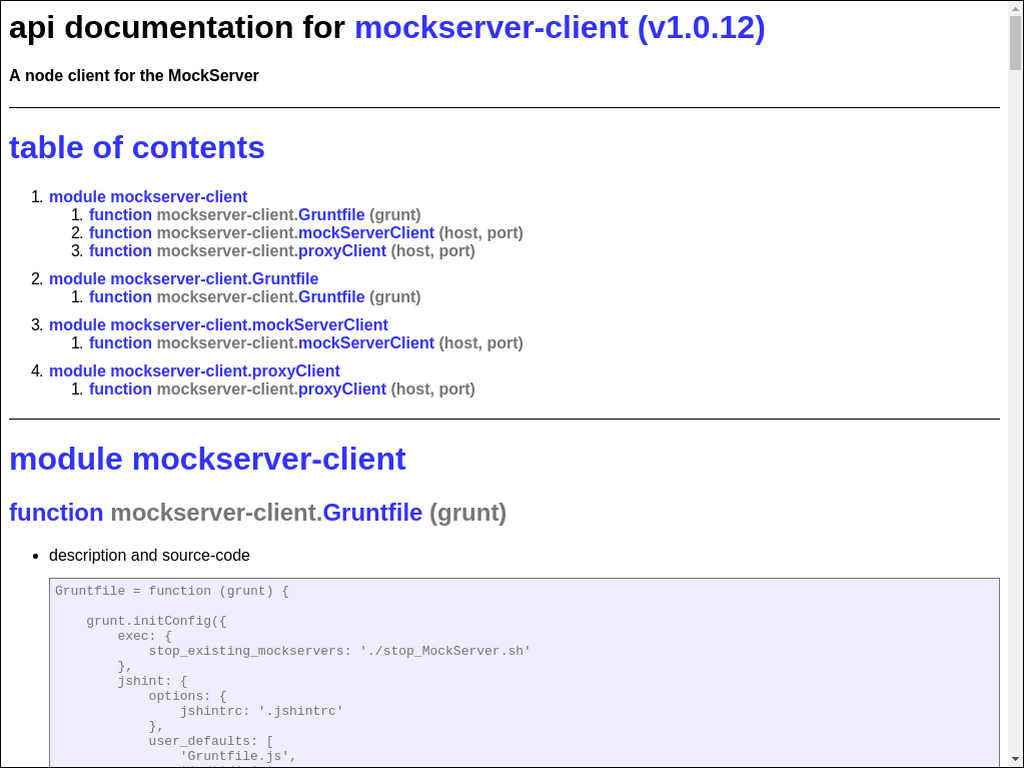 api documentation for mockserver-client (v1.0.12)
A node client for the MockServer
table of contents
1. module mockserver-client
1. function mockserver-client.Gruntfile (grunt)
2. function mockserver-client.mockServerClient (host, port)
3. function mockserver-client.proxyClient (host, port)
2. module mockserver-client.Gruntfile
1. function mockserver-client.Gruntfile (grunt)
3. module mockserver-client.mockServerClient
1. function mockserver-client.mockServerClient (host, port)
4. module mockserver-client.proxyClient
1. function mockserver-client.proxyClient (host, port)
module mockserver-client
function mockserver-client.Gruntfile (grunt)
• description and source-code
Gruntfile = function (grunt) {
    grunt.initConfig({
        exec: {
            stop_existing_mockservers: './stop_MockServer.sh'
        },
        jshint: {
            options: {
                jshintrc: '.jshintrc'
            },
            user_defaults: [
                'Gruntfile.js',